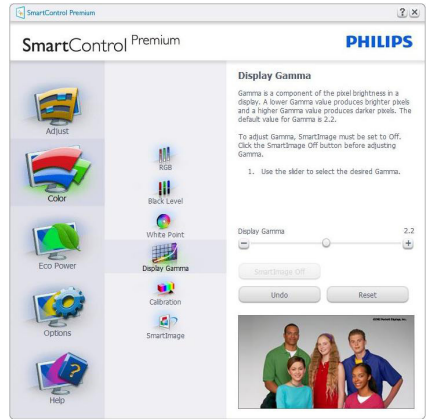 SmartControl Premium
? ×
SmartControl Premium
PHILIPS
Adjust
Color
Eco Power
Options
Help
RGB
Black Level
White Point
Display Gamma
Calibration
SmartImage
Display Gamma
Gamma is a component of the pixel brightness in a
display. A lower Gamma value produces brighter pixels
and a higher Gamma value produces darker pixels. The
default value for Gamma is 2.2.
To adjust Gamma, SmartImage must be set to Off.
Click the SmartImage Off button before adjusting
Gamma.
1. Use the slider to select the desired Gamma.
Display Gamma 2.2
SmartImage Off
Undo Reset